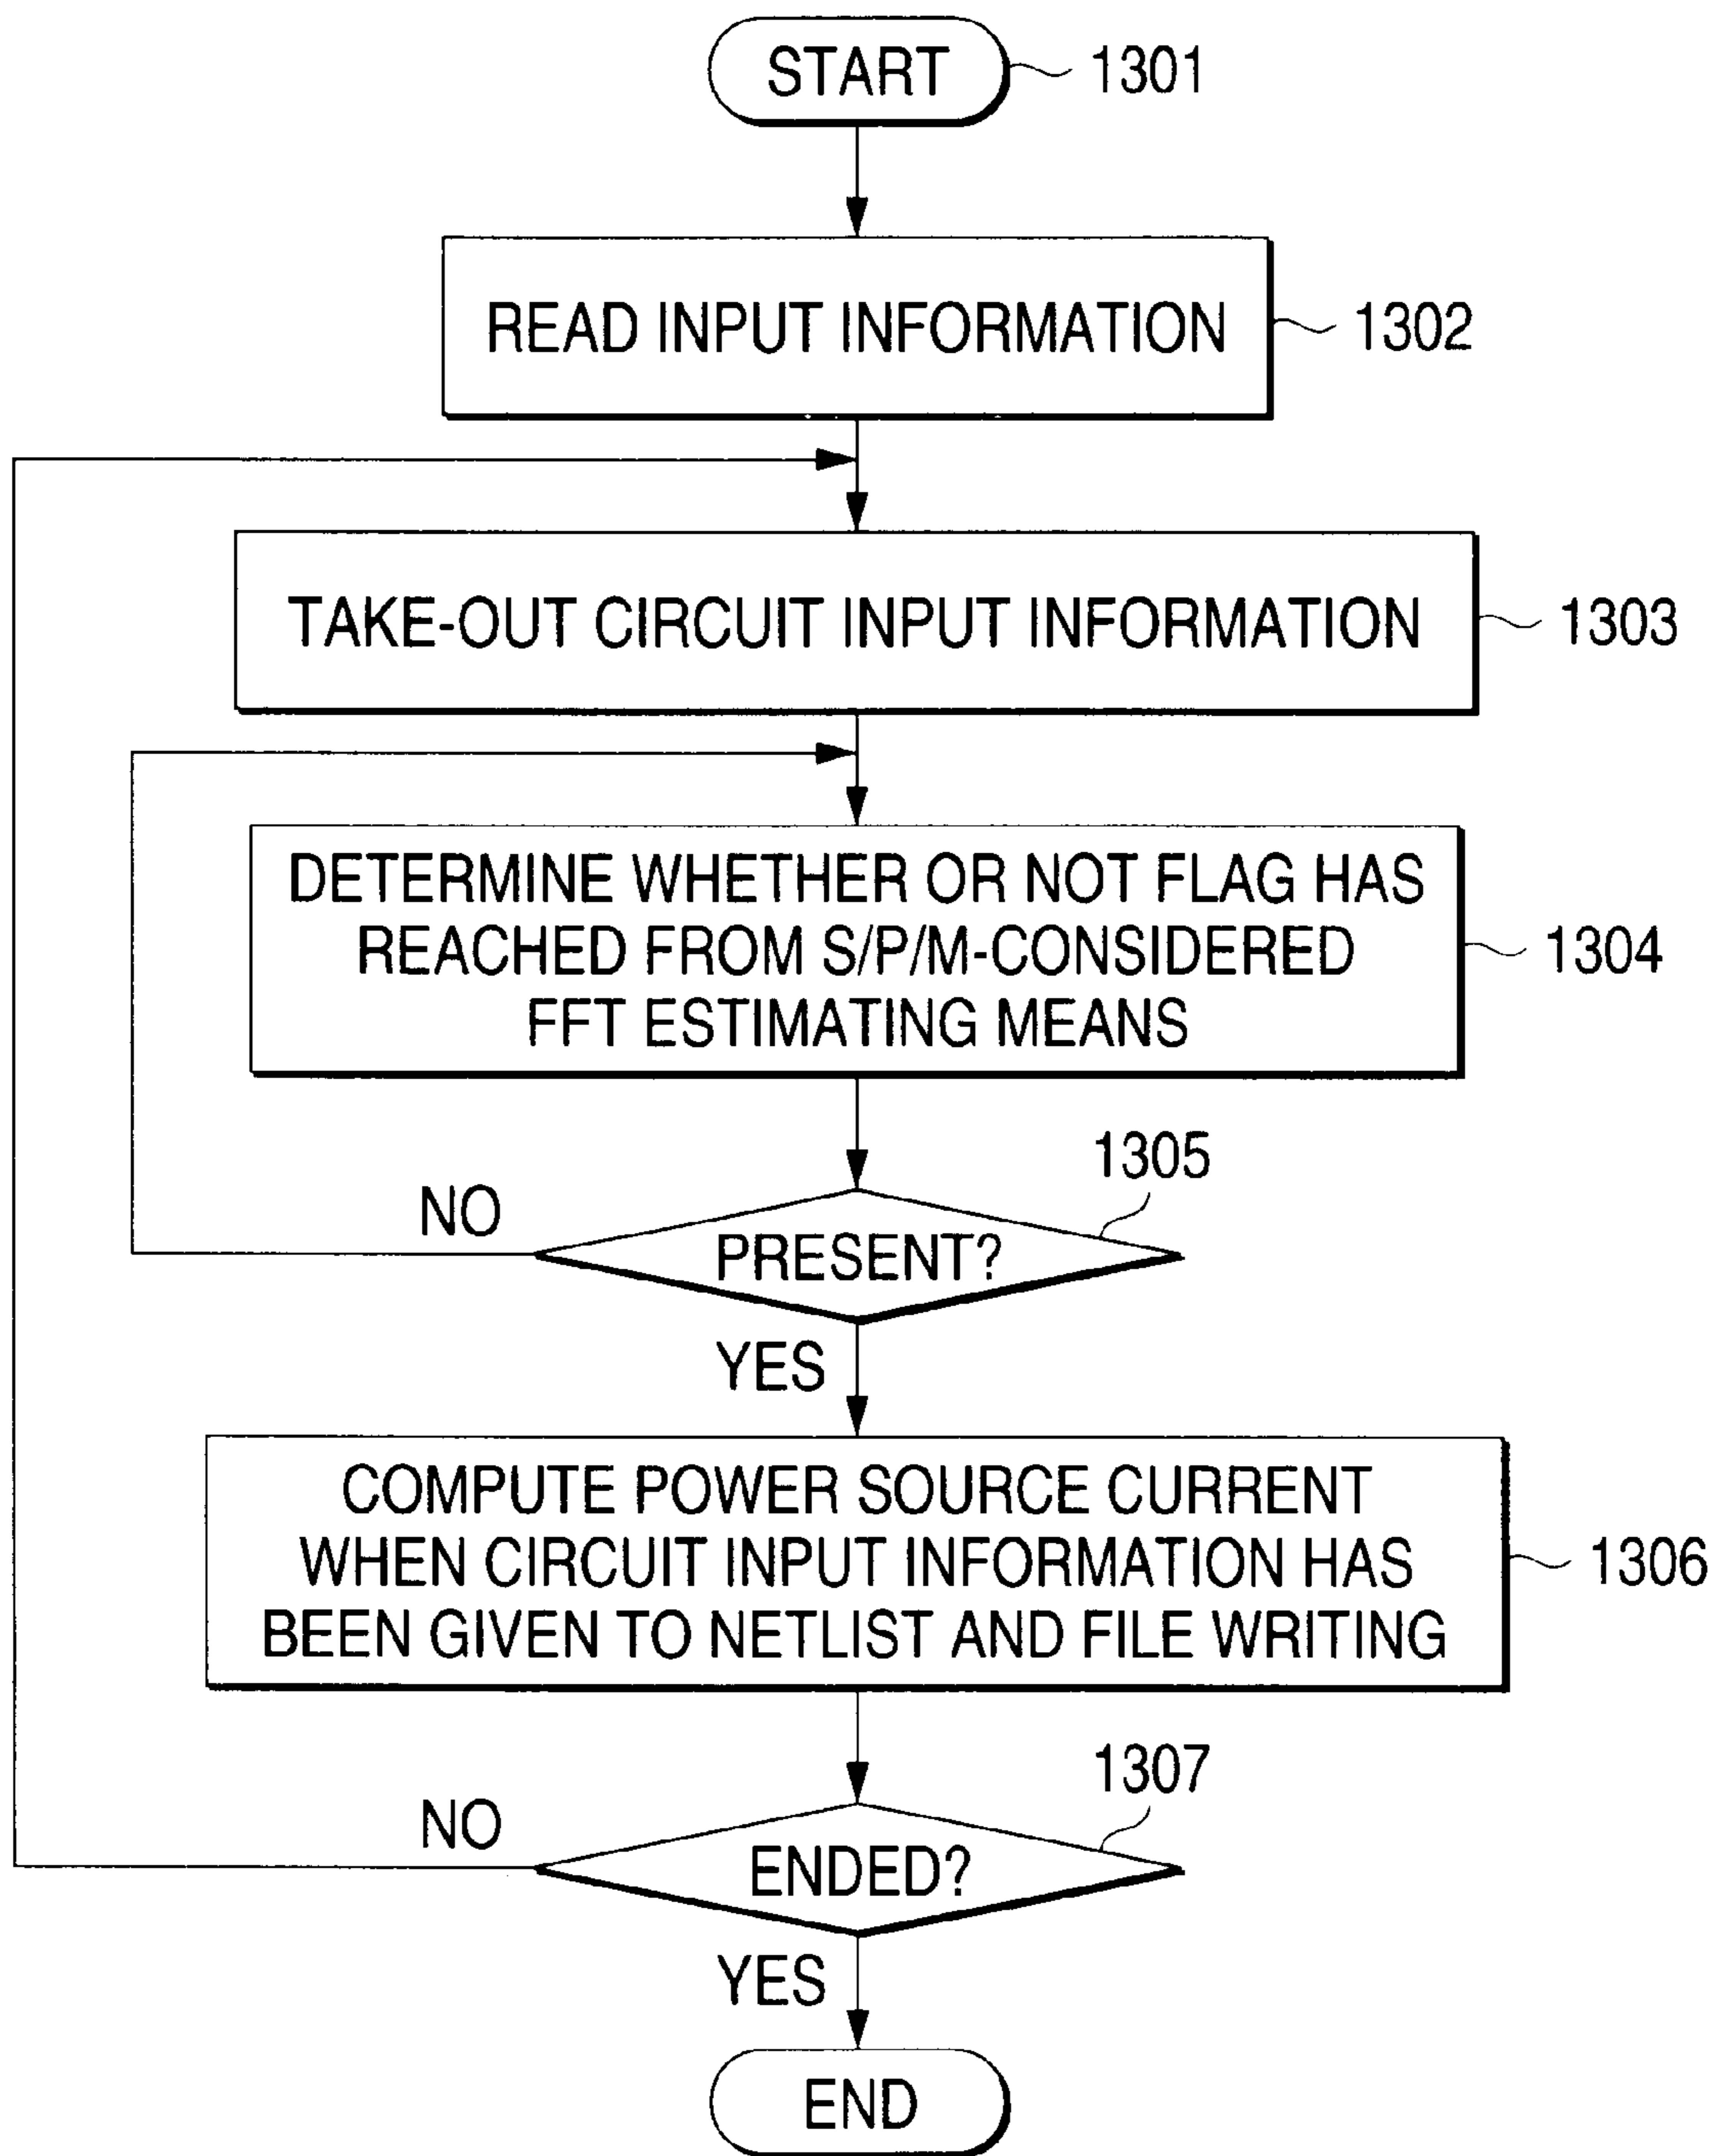 START
1301
READ INPUT INFORMATION
1302
TAKE-OUT CIRCUIT INPUT INFORMATION
1303
DETERMINE WHETHER OR NOT FLAG HAS
REACHED FROM S/P/M-CONSIDERED
FFT ESTIMATING MEANS
1304
1305
NO
PRESENT?
YES
COMPUTE POWER SOURCE CURRENT
WHEN CIRCUIT INPUT INFORMATION HAS
BEEN GIVEN TO NETLIST AND FILE WRITING
1306
1307
NO
ENDED?
YES
END